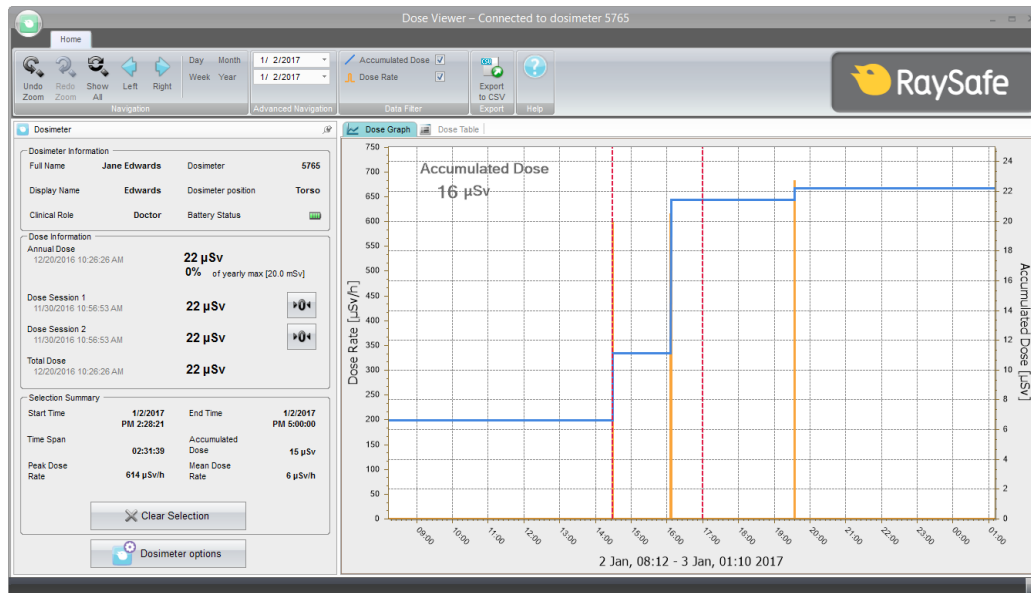 Dose Viewer – Connected to dosimeter 5765
Home
Undo Zoom
Redo Zoom
Show All
Left
Right
Day Month
Week Year
1/ 2/2017
1/ 2/2017
Accumulated Dose
Dose Rate
CSV
Export to CSV
Navigation
Advanced Navigation
Data Filter
Export
Help
RaySafe
Dosimeter
Dosimeter Information
Full Name Jane Edwards Dosimeter 5765
Display Name Edwards Dosimeter position Torso
Clinical Role Doctor Battery Status
Dose Information
Annual Dose
12/20/2016 10:26:26 AM
22 µSv
0% of yearly max [20.0 mSv]
Dose Session 1
11/30/2016 10:56:53 AM
22 µSv
0
Dose Session 2
11/30/2016 10:56:53 AM
22 µSv
0
Total Dose
12/20/2016 10:26:26 AM
22 µSv
Selection Summary
Start Time 1/2/2017 PM 2:28:21
End Time 1/2/2017 PM 5:00:00
Time Span 02:31:39
Accumulated Dose 15 µSv
Peak Dose Rate 614 µSv/h
Mean Dose Rate 6 µSv/h
Clear Selection
Dosimeter options
Dose Graph
Dose Table
Accumulated Dose
16 µSv
Dose Rate [µSv/h]
750
700
650
600
550
500
450
400
350
300
250
200
150
100
50
0
Accumulated Dose [µSv]
24
22
20
18
16
14
12
10
8
6
4
2
0
09:00 10:00 11:00 12:00 13:00 14:00 15:00 16:00 17:00 18:00 19:00 20:00 21:00 22:00 23:00 00:00 01:00
2 Jan, 08:12 - 3 Jan, 01:10 2017